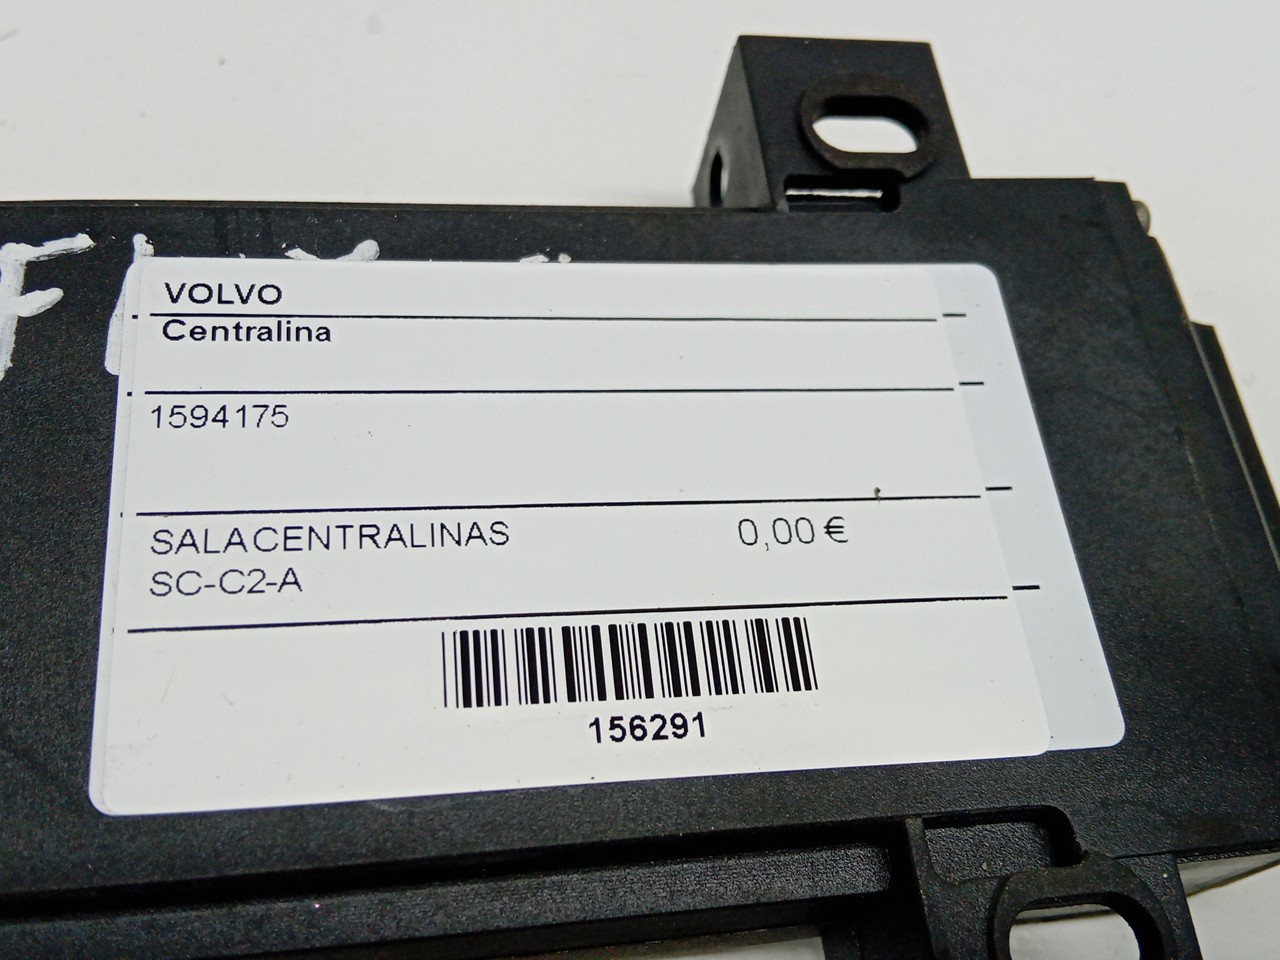 VOLVO
Centralina
1594175
SALACENTRALINAS 0,00 €
SC-C2-A
156291